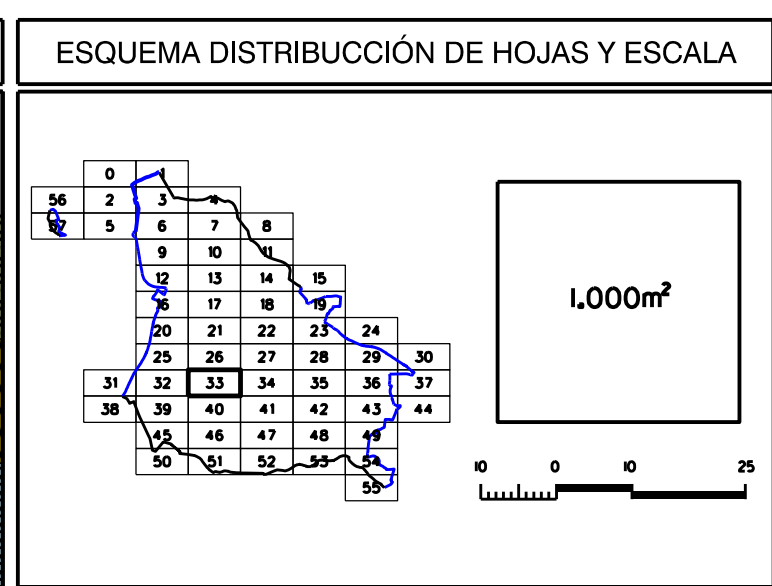 ESQUEMA DISTRIBUCCIÓN DE HOJAS Y ESCALA
0 1
56 2 3 4
57 5 6 7 8
9 10 11
12 13 14 15
16 17 18 19
20 21 22 23 24
25 26 27 28 29 30
31 32 33 34 35 36 37
38 39 40 41 42 43 44
45 46 47 48 49
50 51 52 53 54
55
1.000m²
10 0 10 25